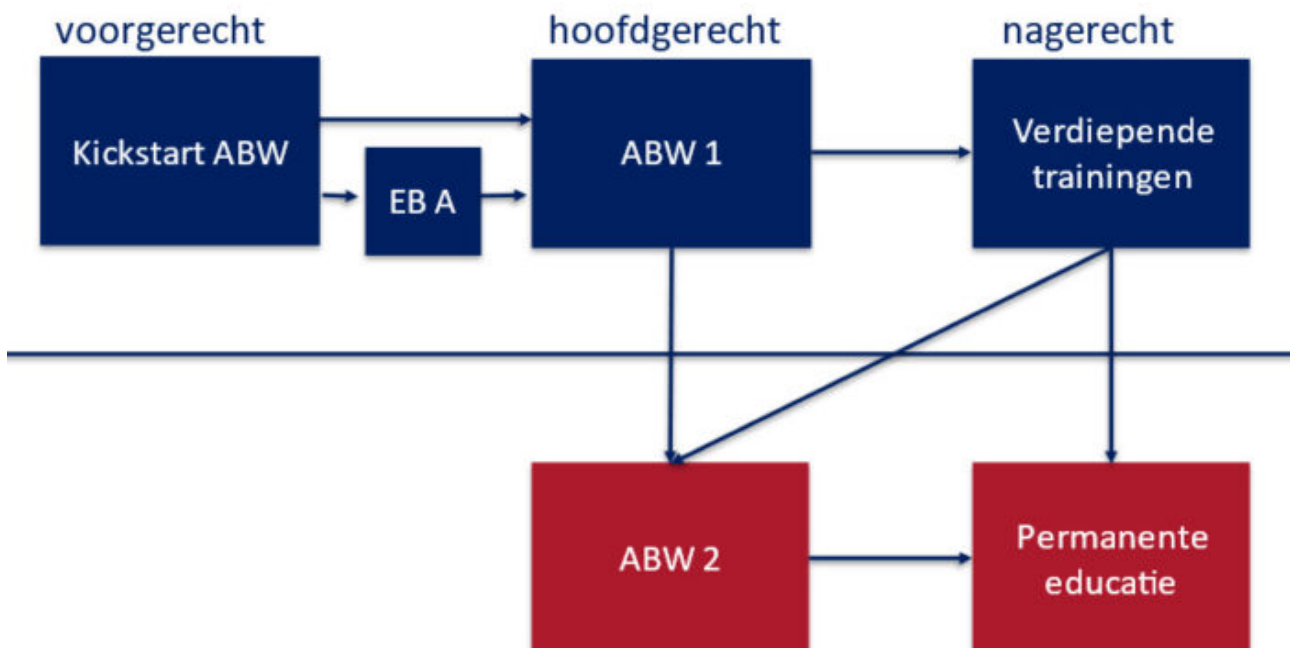 voorgerecht
hoofdgerecht
nagerecht
Kickstart ABW
EB A
ABW 1
Verdiepende
trainingen
ABW 2
Permanente
educatie